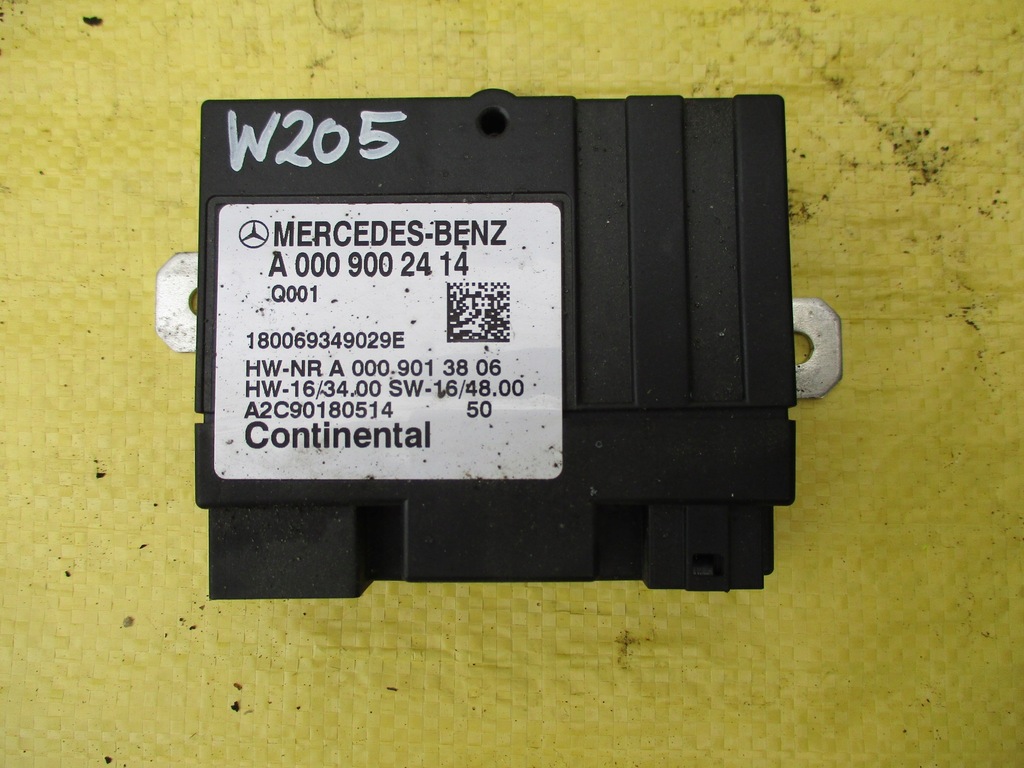 W205
MERCEDES-BENZ
A 000 900 24 14
Q001
180069349029E
HW-NR A 000 901 38 06
HW-16/34.00 SW-16/48.00
A2C90180514 50
Continental